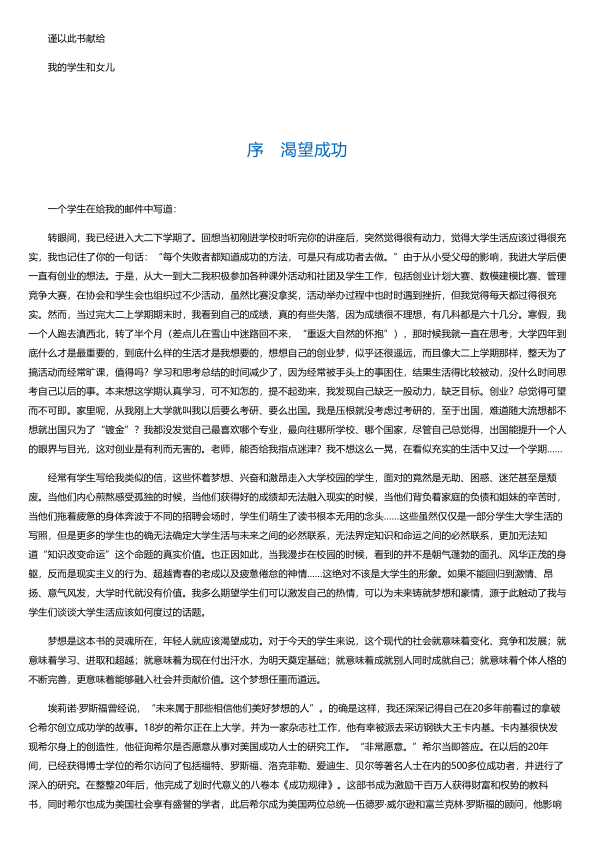 谨以此书献给
我的学生和女儿
序　渴望成功
一个学生在给我的邮件中写道：
转眼间，我已经进入大二下学期了。回想当初刚进学校时听完你的讲座后，突然觉得很有动力，觉得大学生活应该过得很充
实，我也记住了你的一句话：“每个失败者都知道成功的方法，可是只有成功者去做。”由于从小受父母的影响，我进大学后便
一直有创业的想法。于是，从大一到大二我积极参加各种课外活动和社团及学生工作，包括创业计划大赛、数模建模比赛、管理
竞争大赛，在协会和学生会也组织过不少活动，虽然比赛没拿奖，活动举办过程中也时时遇到挫折，但我觉得每天都过得很充
实。然而，当过完大二上学期期末时，我看到自己的成绩，真的有些失落，因为成绩很不理想，有几科都是六十几分。寒假，我
一个人跑去滇西北，转了半个月（差点儿在雪山中迷路回不来，“重返大自然的怀抱”），那时候我就一直在思考，大学四年到
底什么才是最重要的，到底什么样的生活才是我想要的，想想自己的创业梦，似乎还很遥远，而且像大二上学期那样，整天为了
搞活动而经常旷课，值得吗？学习和思考总结的时间减少了，因为经常被手头上的事困住，结果生活得比较被动，没什么时间思
考自己以后的事。本来想这学期认真学习，可不知怎的，提不起劲来，我发现自己缺乏一股动力，缺乏目标。创业？总觉得可望
而不可即。家里呢，从我刚上大学就叫我以后要么考研、要么出国。我是压根就没考虑过考研的，至于出国，难道随大流想都不
想就出国只为了“镀金”？我都没发觉自己最喜欢哪个专业，最向往哪所学校、哪个国家，尽管自己总觉得，出国能提升一个人
的眼界与目光，这对创业是有利而无害的。老师，能否给我指点迷津？我不想这么一晃，在看似充实的生活中又过一个学期……
经常有学生写给我类似的信，这些怀着梦想、兴奋和激昂走入大学校园的学生，面对的竟然是无助、困惑、迷茫甚至是颓
废。当他们内心煎熬感受孤独的时候，当他们获得好的成绩却无法融入现实的时候，当他们背负着家庭的负债和姐妹的辛苦时，
当他们拖着疲惫的身体奔波于不同的招聘会场时，学生们萌生了读书根本无用的念头……这些虽然仅仅是一部分学生大学生活的
写照，但是更多的学生也的确无法确定大学生活与未来之间的必然联系，无法界定知识和命运之间的必然联系，更加无法知
道“知识改变命运”这个命题的真实价值。也正因如此，当我漫步在校园的时候，看到的并不是朝气蓬勃的面孔、风华正茂的身
躯，反而是现实主义的行为、超越青春的老成以及疲惫倦怠的神情……这绝对不该是大学生的形象。如果不能回归到激情、昂
扬、意气风发，大学时代就没有价值。我多么期望学生们可以激发自己的热情，可以为未来铸就梦想和豪情，源于此触动了我与
学生们谈谈大学生活应该如何度过的话题。
梦想是这本书的灵魂所在，年轻人就应该渴望成功。对于今天的学生来说，这个现代的社会就意味着变化、竞争和发展；就
意味着学习、进取和超越；就意味着为现在付出汗水，为明天奠定基础；就意味着成就别人同时成就自己；就意味着个体人格的
不断完善，更意味着能够融入社会并贡献价值。这个梦想任重而道远。
埃莉诺·罗斯福曾经说，“未来属于那些相信他们美好梦想的人”。的确是这样，我还深深记得自己在20多年前看过的拿破
仑·希尔创立成功学的故事。18岁的希尔正在上大学，并为一家杂志社工作，他有幸被派去采访钢铁大王卡内基。卡内基很快发
现希尔身上的创造性，他征询希尔是否愿意从事对美国成功人士的研究工作。“非常愿意。”希尔当即答应。在以后的20年
间，已经获得博士学位的希尔访问了包括福特、罗斯福、洛克菲勒、爱迪生、贝尔等著名人士在内的500多位成功者，并进行了
深入的研究。在整整20年后，他完成了划时代意义的八卷本《成功规律》。这部书成为激励千百万人获得财富和权势的教科
书，同时希尔也成为美国社会享有盛誉的学者，此后希尔成为美国两位总统—伍德罗·威尔逊和富兰克林·罗斯福的顾问，他影响